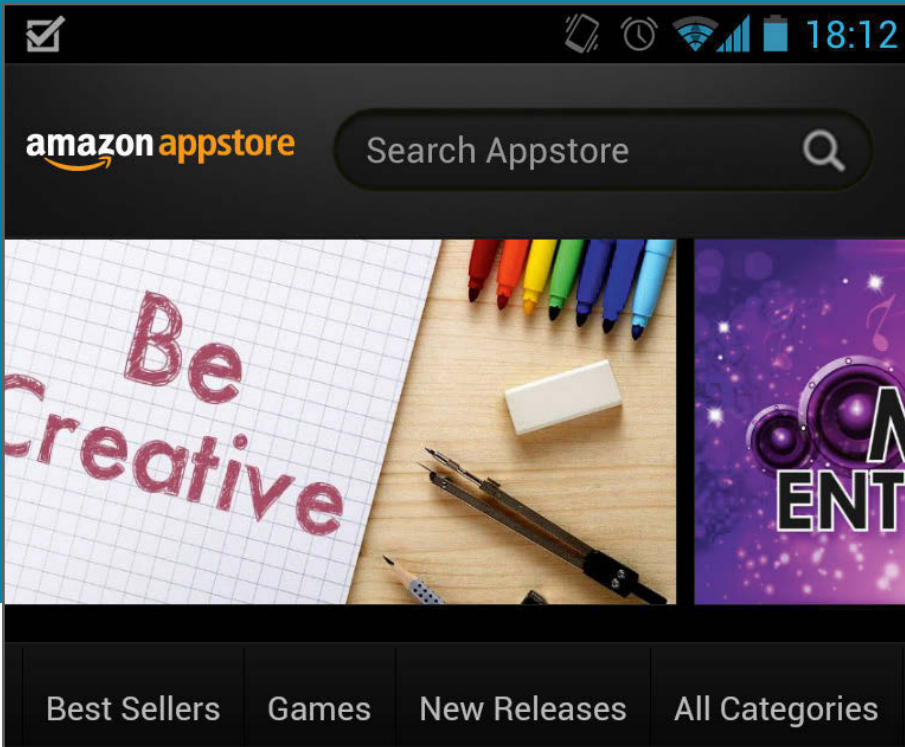 18:12
amazon appstore
Search Appstore
Be
Creative
ENT
Best Sellers
Games
New Releases
All Categories